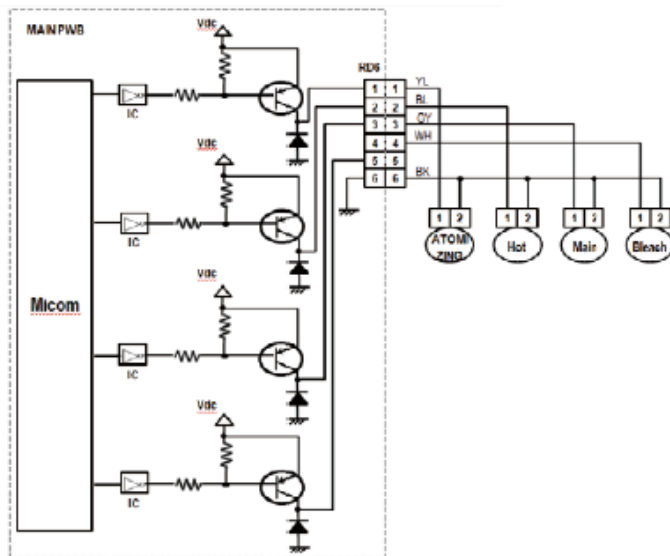 MAIN PWB
Micom
Vdc
IC
Vdc
IC
Vdc
IC
Vdc
IC
RD6
1 1
2 2
3 3
4 4
5 5
6 6
YL
BL
GY
WH
BK
1 2
ATOMI
ZING
1 2
Hot
1 2
Main
1 2
Bleach